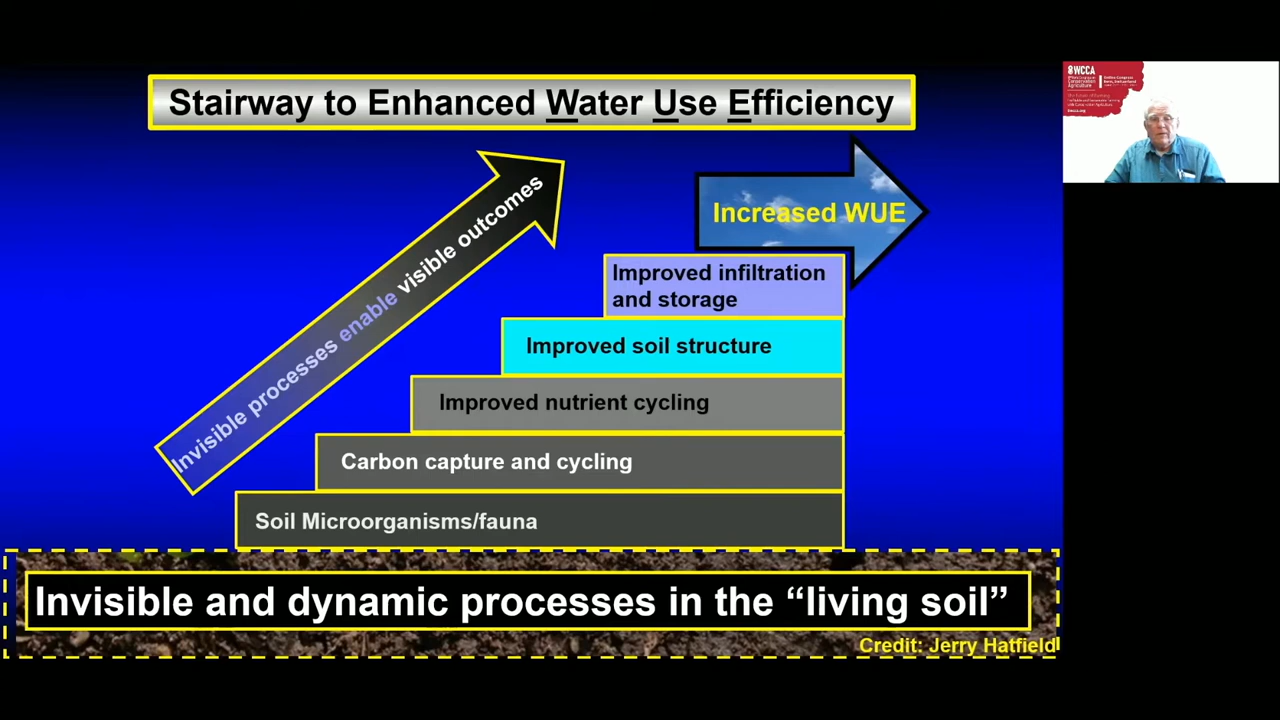 Stairway to Enhanced Water Use Efficiency
WCCA
Invisible processes enable visible outcomes
Increased WUE
Improved infiltration
and storage
Improved soil structure
Improved nutrient cycling
Carbon capture and cycling
Soil Microorganisms/fauna
Invisible and dynamic processes in the “living soil”
Credit: Jerry Hatfield